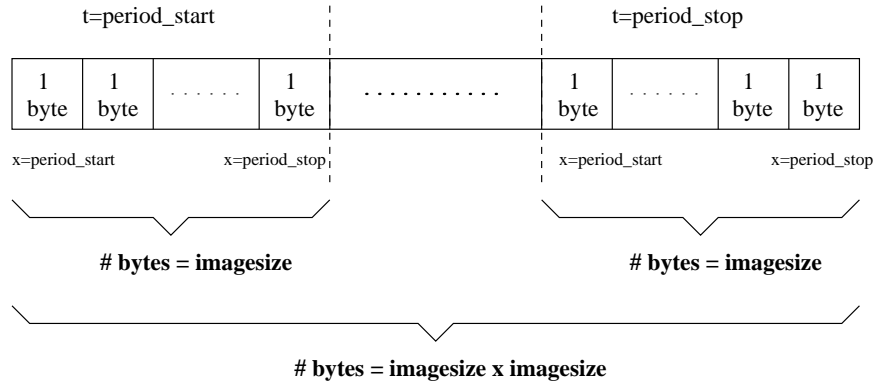 t=period_start t=period_stop
1 1 1 1 1 1
byte byte . . . . . . byte . . . . . . . . . . . byte . . . . . . byte byte
x=period_start x=period_stop x=period_start x=period_stop
# bytes = imagesize # bytes = imagesize
# bytes = imagesize x imagesize